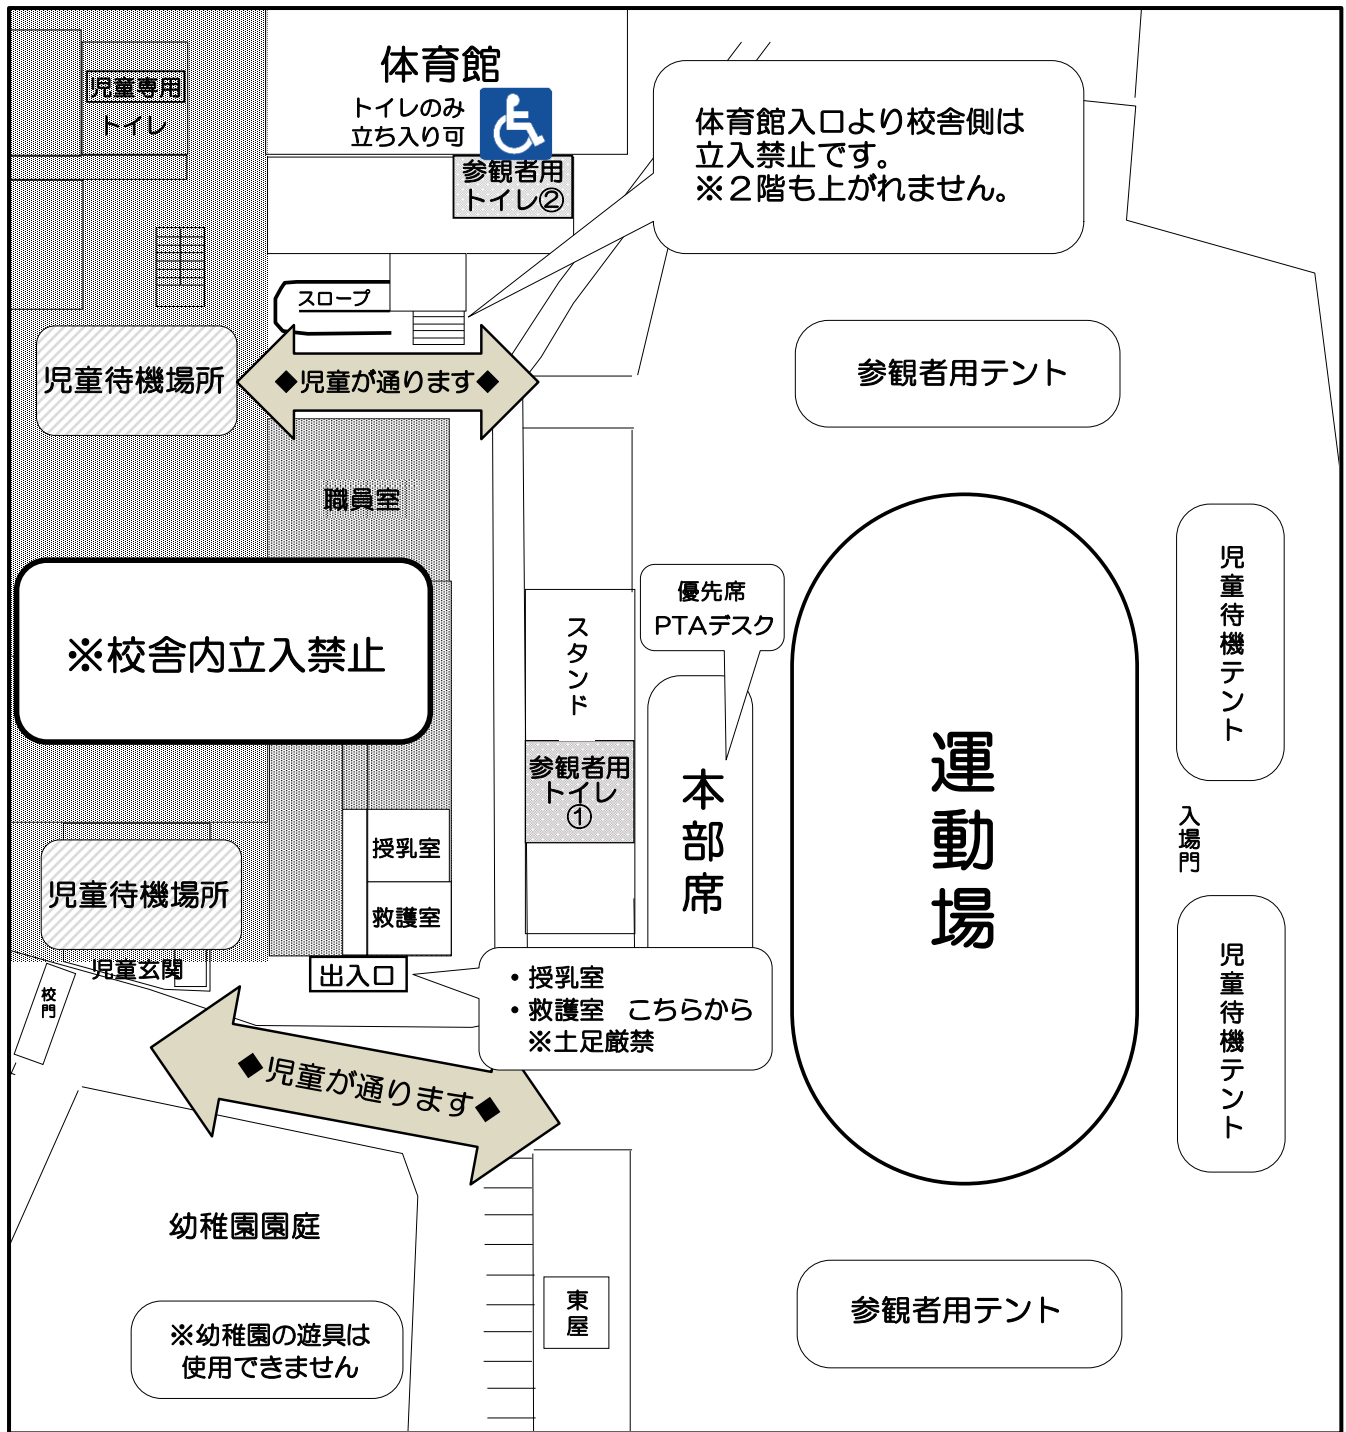 児童専用
トイレ
体育館
トイレのみ
立ち入り可
参観者用
トイレ②
体育館入口より校舎側は
立入禁止です。
※２階も上がれません。
スロープ
児童待機場所
◆児童が通ります◆
参観者用テント
職員室
※校舎内立入禁止
スタンド
優先席
PTAデスク
参観者用
トイレ
①
本部席
運動場
児童待機テント
入場門
児童待機テント
授乳室
救護室
児童待機場所
児童玄関
校門
出入口
・授乳室
・救護室　こちらから
※土足厳禁
◆児童が通ります◆
幼稚園園庭
※幼稚園の遊具は
使用できません
東屋
参観者用テント